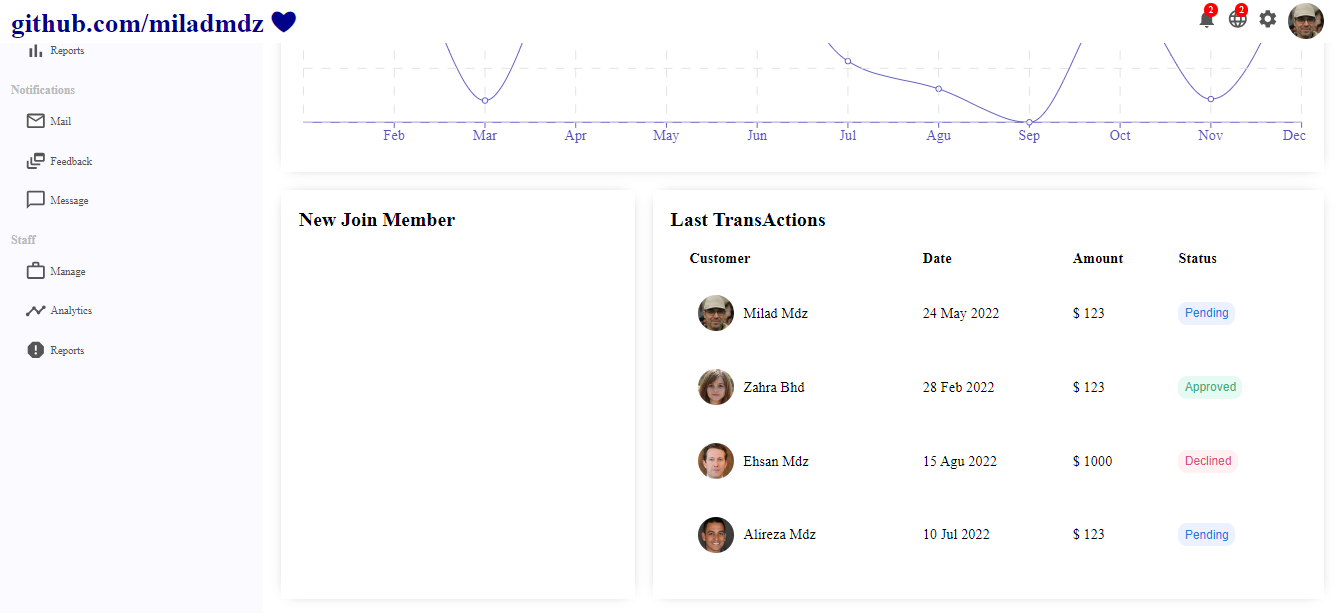 github.com/miladmdz
2
2
Reports
Notifications
Mail
Feedback
Message
Staff
Manage
Analytics
Reports
Feb Mar Apr May Jun Jul Agu Sep Oct Nov Dec
New Join Member
Last TransActions
Customer Date Amount Status
Milad Mdz 24 May 2022 $ 123 Pending
Zahra Bhd 28 Feb 2022 $ 123 Approved
Ehsan Mdz 15 Agu 2022 $ 1000 Declined
Alireza Mdz 10 Jul 2022 $ 123 Pending